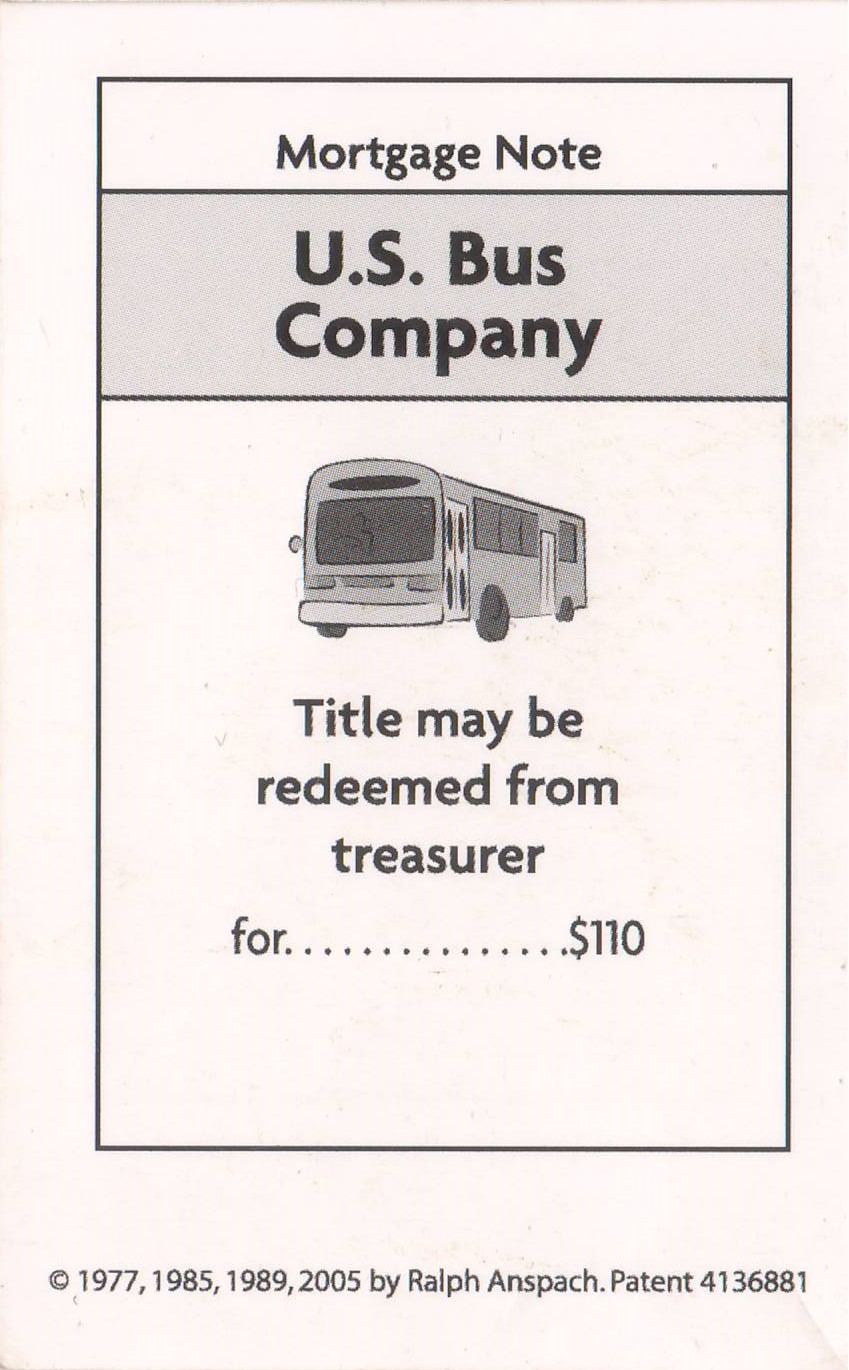 Mortgage Note
U.S. Bus
Company
Title may be
redeemed from
treasurer
for................$110
© 1977, 1985, 1989, 2005 by Ralph Anspach. Patent 4136881